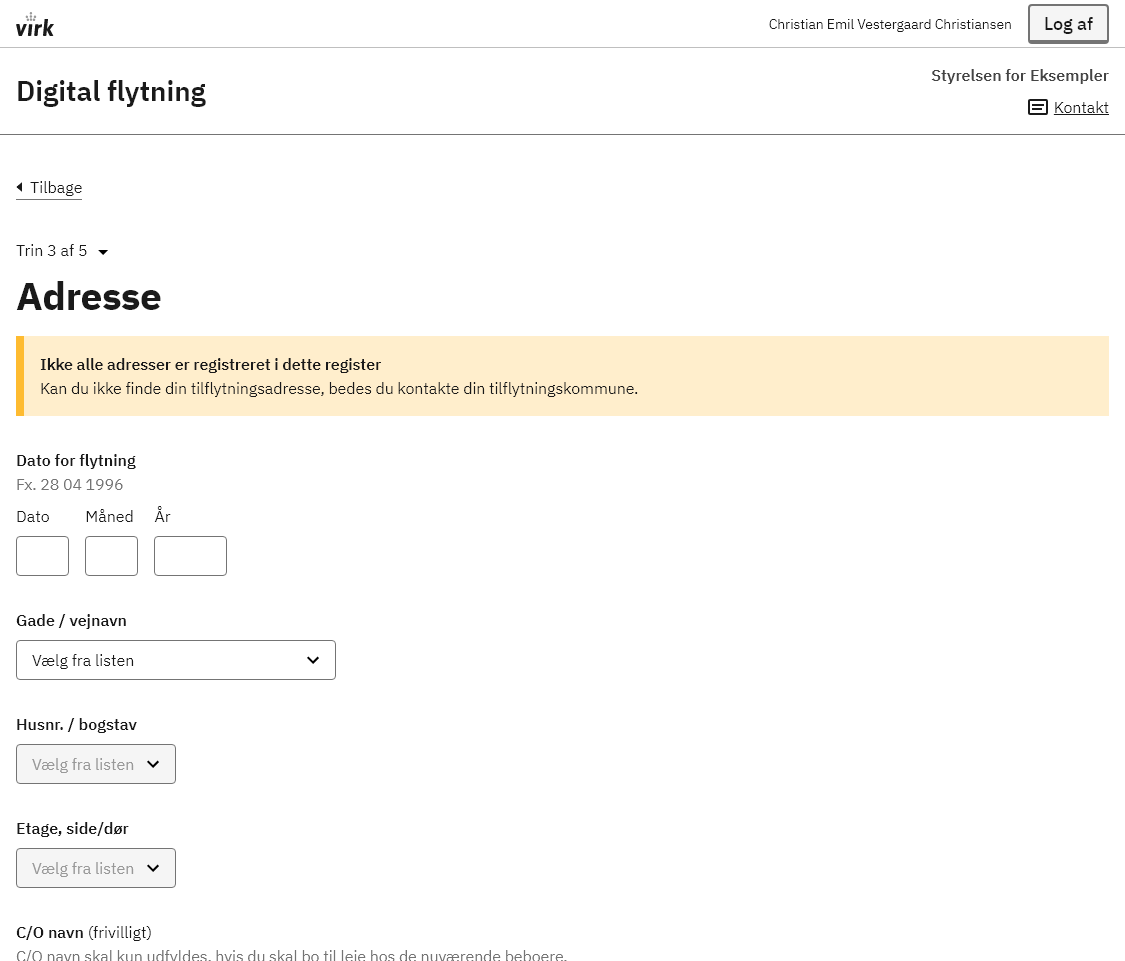 virk
Christian Emil Vestergaard Christiansen
Log af
Digital flytning
Styrelsen for Eksempler
Kontakt
Tilbage
Trin 3 af 5
Adresse
Ikke alle adresser er registreret i dette register
Kan du ikke finde din tilflytningsadresse, bedes du kontakte din tilflytningskommune.
Dato for flytning
Fx. 28 04 1996
Dato Måned År
Gade / vejnavn
Vælg fra listen
Husnr. / bogstav
Vælg fra listen
Etage, side/dør
Vælg fra listen
C/O navn (frivilligt)
C/O navn skal kun udfyldes, hvis du skal bo til leje hos de nuværende beboere.